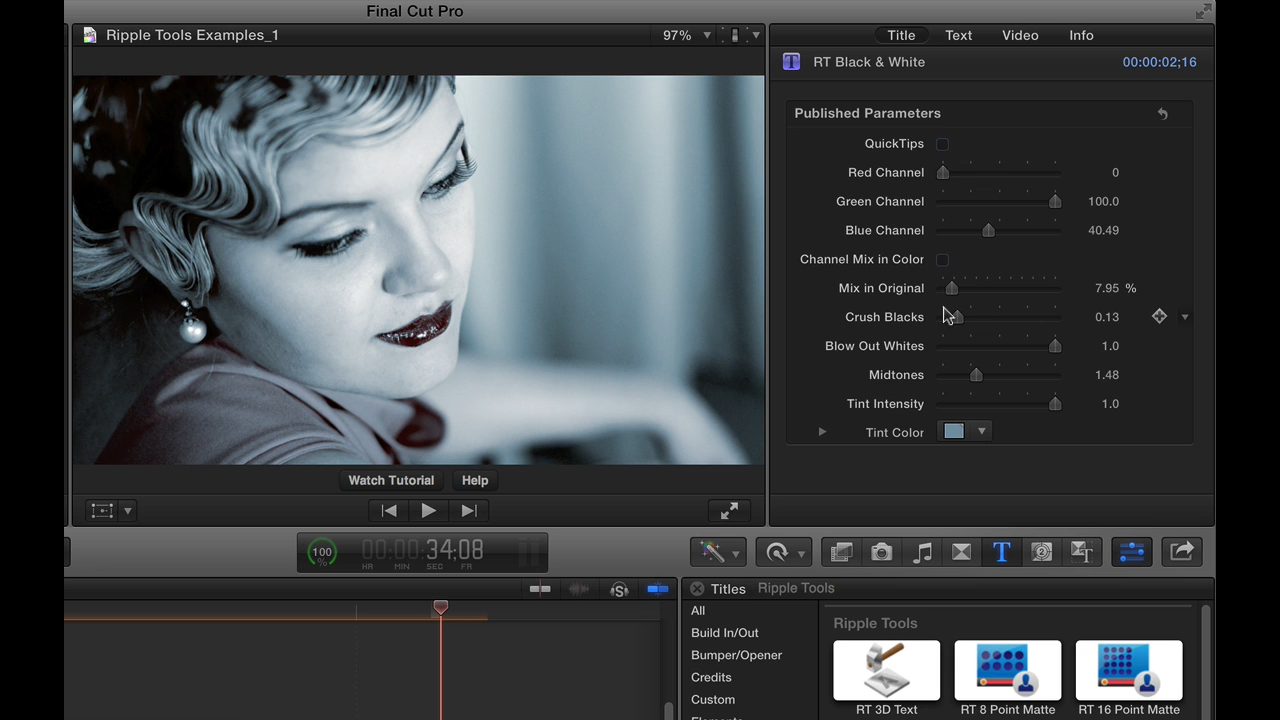 Final Cut Pro
Ripple Tools Examples_1
97%
Title Text Video Info
RT Black & White
00:00:02;16
Published Parameters
QuickTips
Red Channel 0
Green Channel 100.0
Blue Channel 40.49
Channel Mix in Color
Mix in Original 7.95 %
Crush Blacks 0.13
Blow Out Whites 1.0
Midtones 1.48
Tint Intensity 1.0
Tint Color
Watch Tutorial Help
100 %
00:00:34;08
HR MIN SEC FR
Titles Ripple Tools
All
Build In/Out
Bumper/Opener
Credits
Custom
Ripple Tools
RT 3D Text RT 8 Point Matte RT 16 Point Matte